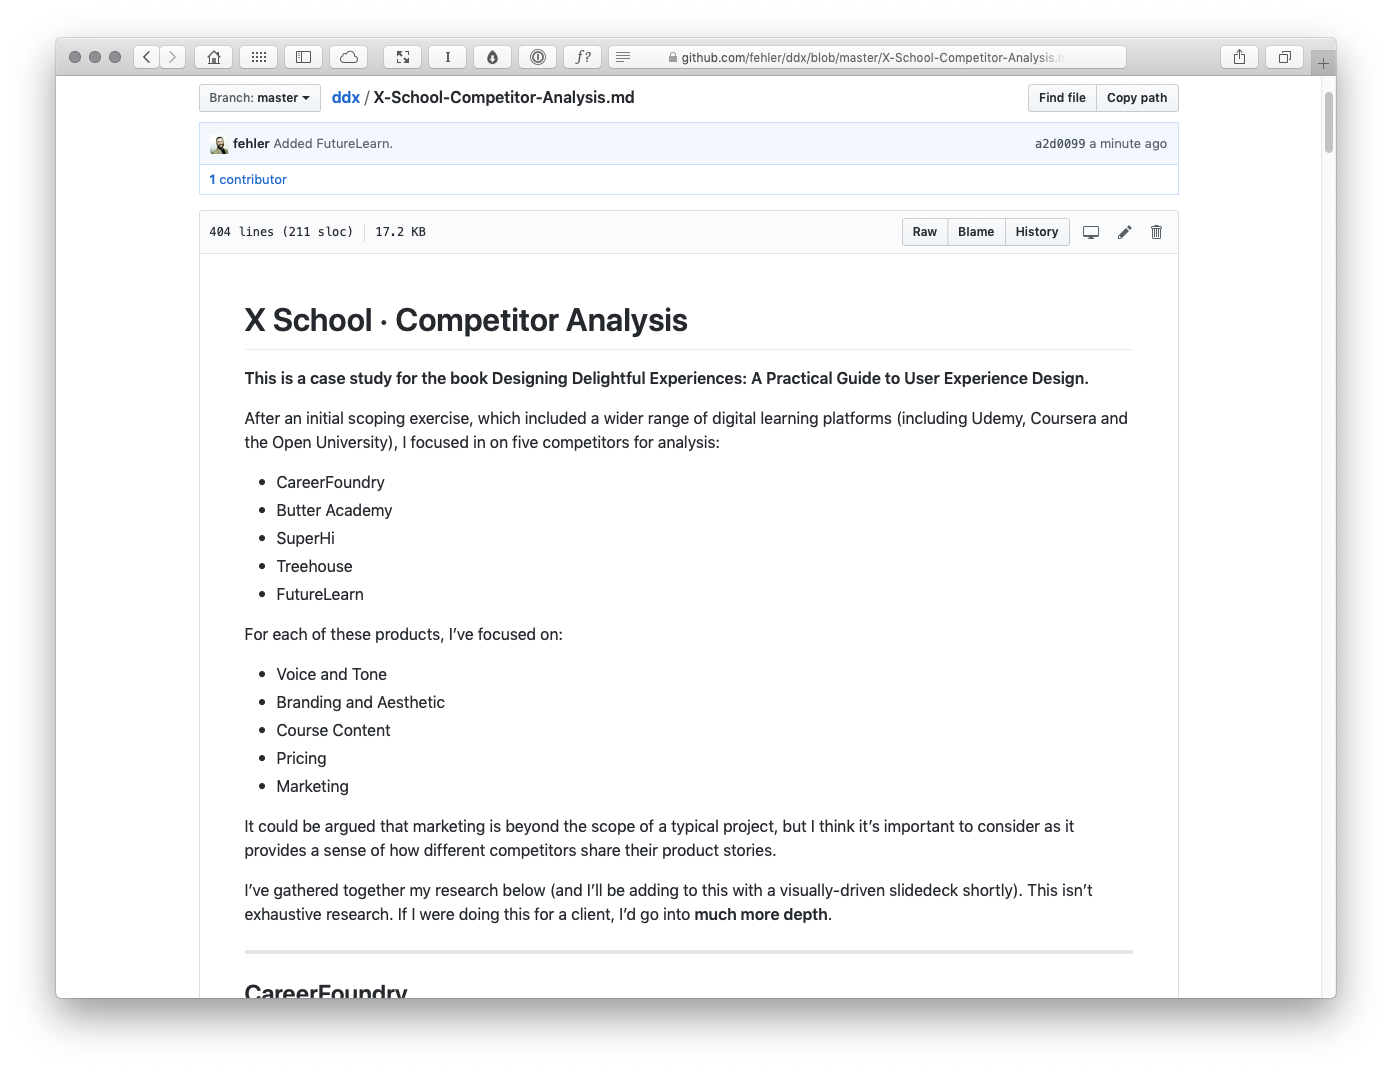 I
f?
github.com/fehler/ddx/blob/master/X-School-Competitor-Analysis.
Branch: master
ddx / X-School-Competitor-Analysis.md
Find file
Copy path
fehler Added FutureLearn.
a2d0099 a minute ago
1 contributor
404 lines (211 sloc)
17.2 KB
Raw
Blame
History
X School · Competitor Analysis
This is a case study for the book Designing Delightful Experiences: A Practical Guide to User Experience Design.
After an initial scoping exercise, which included a wider range of digital learning platforms (including Udemy, Coursera and
the Open University), I focused in on five competitors for analysis:
• CareerFoundry
• Butter Academy
• SuperHi
• Treehouse
• FutureLearn
For each of these products, I’ve focused on:
• Voice and Tone
• Branding and Aesthetic
• Course Content
• Pricing
• Marketing
It could be argued that marketing is beyond the scope of a typical project, but I think it’s important to consider as it
provides a sense of how different competitors share their product stories.
I’ve gathered together my research below (and I’ll be adding to this with a visually-driven slidedeck shortly). This isn’t
exhaustive research. If I were doing this for a client, I’d go into much more depth.
CareerFoundry